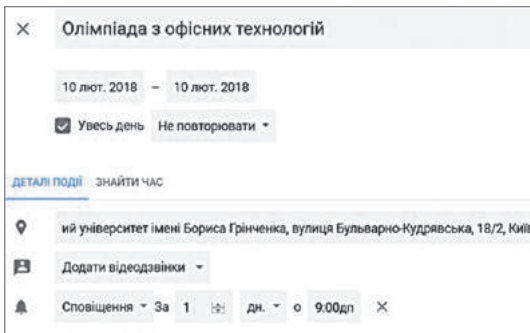 Олімпіада з офісних технологій
10 лют. 2018 – 10 лют. 2018
Увесь день Не повторювати
ДЕТАЛІ ПОДІЇ ЗНАЙТИ ЧАС
ий університет імені Бориса Грінченка, вулиця Бульварно-Кудрявська, 18/2, Київ
Додати відеодзвінки
Сповіщення За 1 дн. о 9:00дп